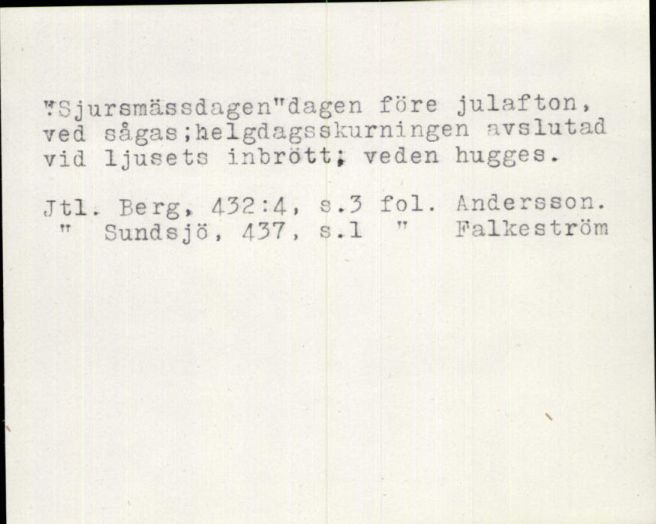 "Sjursmässdagen"dagen före julafton,
ved sågas;helgdagsskurningen avslutad
vid ljusets inbrött; veden hugges.
Jtl. Berg, 432:4, s.3 fol. Andersson.
" Sundsjö, 437, s.1 " Falkeström